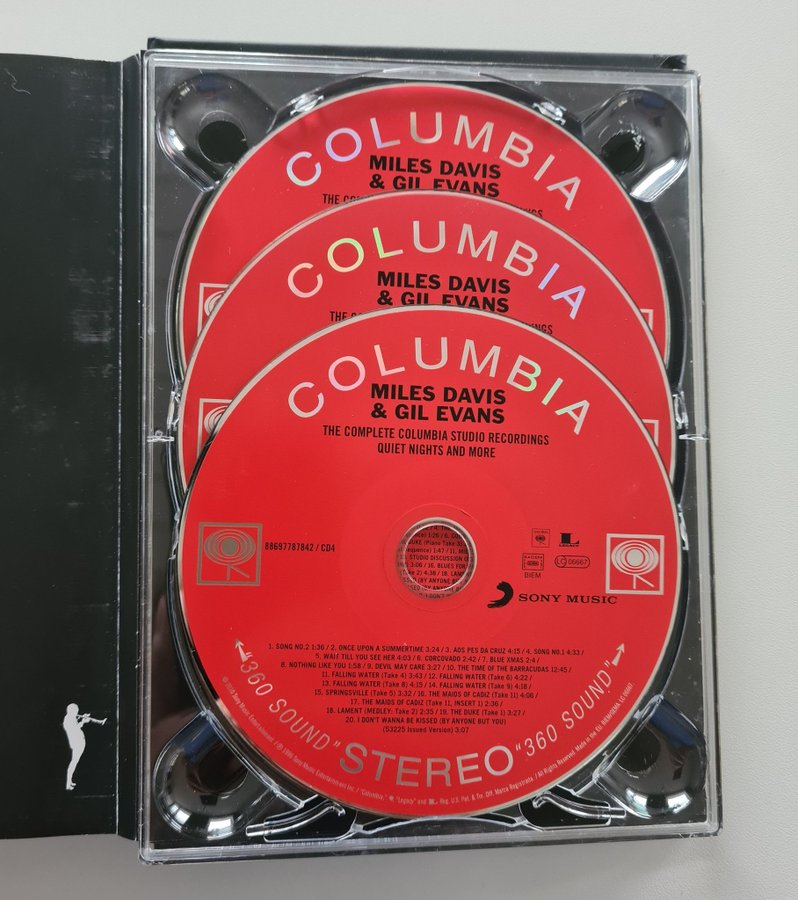 COLUMBIA
MILES DAVIS
& GIL EVANS
COLUMBIA
MILES DAVIS
& GIL EVANS
COLUMBIA
MILES DAVIS
& GIL EVANS
THE COMPLETE COLUMBIA STUDIO RECORDINGS
QUIET NIGHTS AND MORE
88697787842 / CD4
LEGACY
BIEM
LC 06667
SONY MUSIC
1. SONG NO.2 1:36 / 2. ONCE UPON A SUMMERTIME 3:24 / 3. AOS PES DA CRUZ 4:15 / 4. SONG NO.1 4:33 /
5. WAIT TILL YOU SEE HER 4:03 / 6. CORCOVADO 2:42 / 7. BLUE XMAS 2:4 /
8. NOTHING LIKE YOU 1:58 / 9. DEVIL MAY CARE 3:27 / 10. THE TIME OF THE BARRACUDAS 12:45 /
11. FALLING WATER (Take 4) 3:43 / 12. FALLING WATER (Take 6) 4:22 /
13. FALLING WATER (Take 8) 4:15 / 14. FALLING WATER (Take 9) 4:18 /
15. SPRINGSVILLE (Take 5) 3:32 / 16. THE MAIDS OF CADIZ (Take 11) 4:06 /
17. THE MAIDS OF CADIZ (Take 11, INSERT 1) 2:36 /
18. LAMENT (MEDLEY: Take 2) 2:35 / 19. THE DUKE (Take 1) 3:27 /
20. I DON'T WANNA BE KISSED (BY ANYONE BUT YOU)
(53225 Issued Version) 3:07
"360 SOUND" STEREO "360 SOUND"